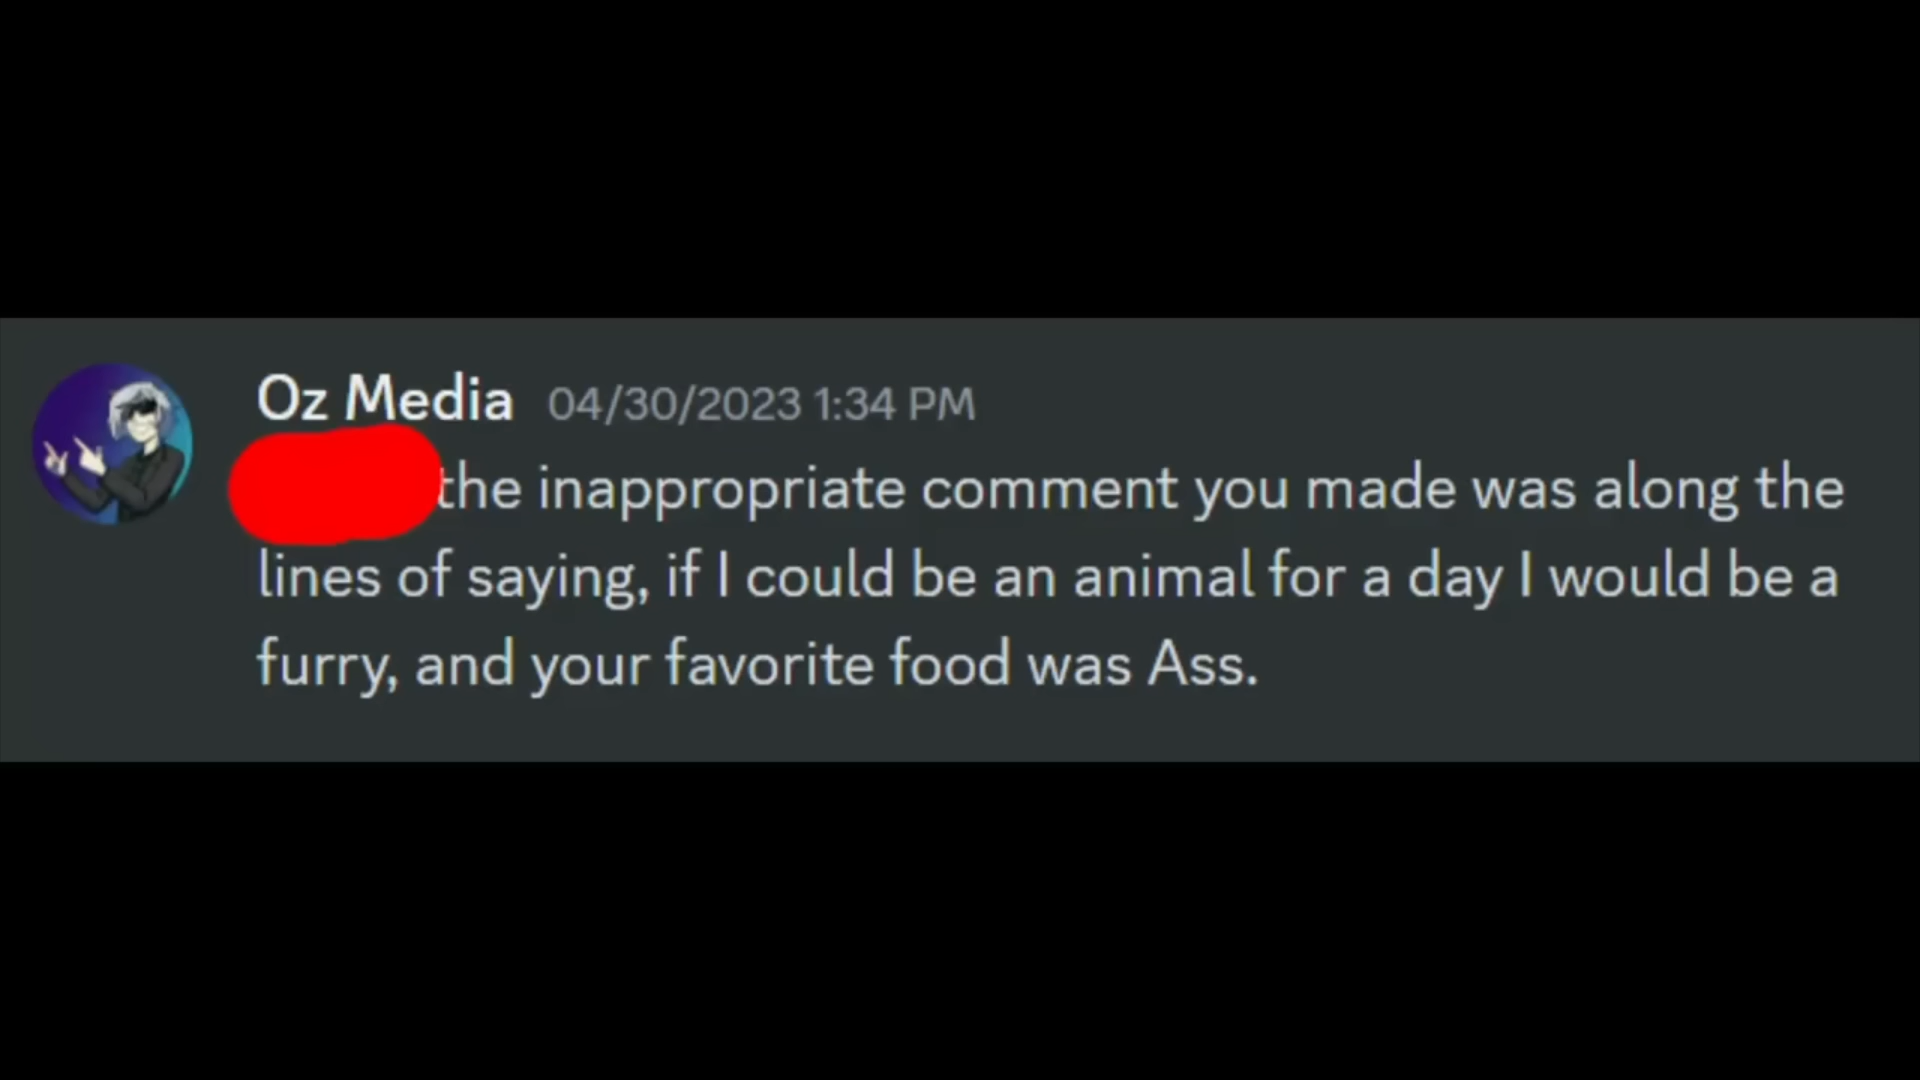 Oz Media 04/30/2023 1:34 PM
the inappropriate comment you made was along the
lines of saying, if I could be an animal for a day I would be a
furry, and your favorite food was Ass.